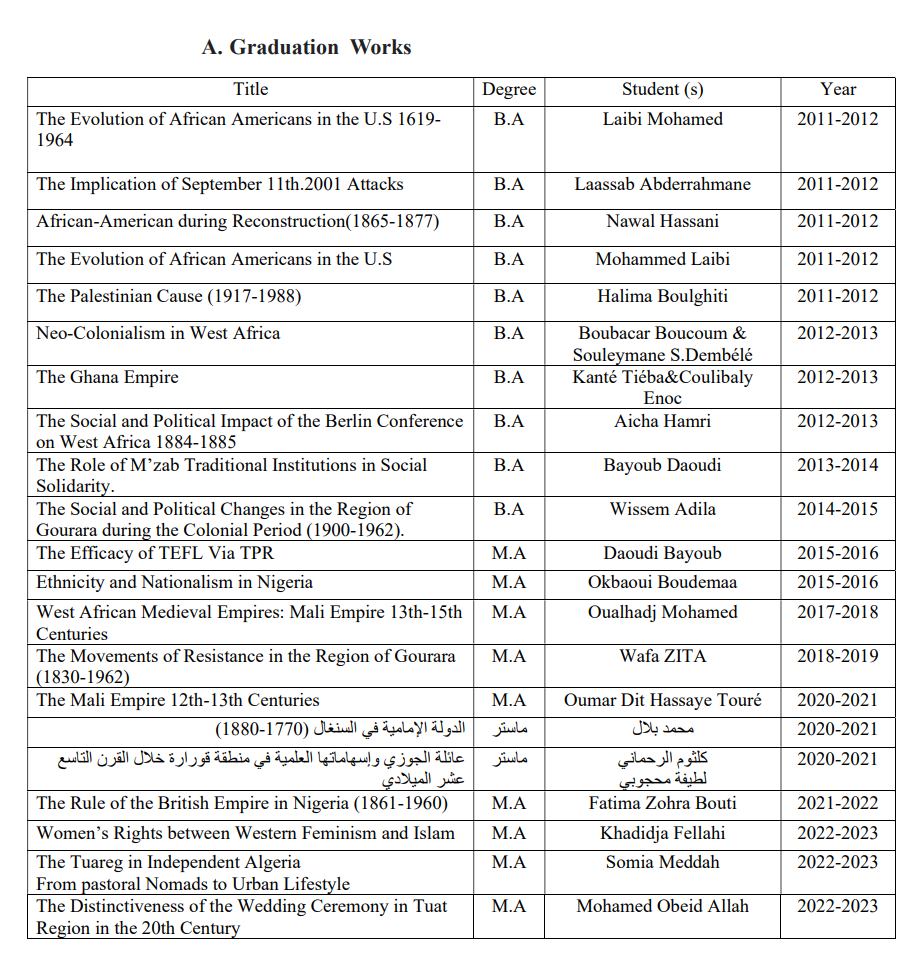 A. Graduation Works
Title Degree Student (s) Year
The Evolution of African Americans in the U.S 1619- B.A Laibi Mohamed 2011-2012
1964
The Implication of September 11th.2001 Attacks B.A Laassab Abderrahmane 2011-2012
African-American during Reconstruction(1865-1877) B.A Nawal Hassani 2011-2012
The Evolution of African Americans in the U.S B.A Mohammed Laibi 2011-2012
The Palestinian Cause (1917-1988) B.A Halima Boulghiti 2011-2012
Neo-Colonialism in West Africa B.A Boubacar Boucoum & 2012-2013
Souleymane S.Dembélé
The Ghana Empire B.A Kanté Tiéba&Coulibaly 2012-2013
Enoc
The Social and Political Impact of the Berlin Conference B.A Aicha Hamri 2012-2013
on West Africa 1884-1885
The Role of M’zab Traditional Institutions in Social B.A Bayoub Daoudi 2013-2014
Solidarity.
The Social and Political Changes in the Region of B.A Wissem Adila 2014-2015
Gourara during the Colonial Period (1900-1962).
The Efficacy of TEFL Via TPR M.A Daoudi Bayoub 2015-2016
Ethnicity and Nationalism in Nigeria M.A Okbaoui Boudemaa 2015-2016
West African Medieval Empires: Mali Empire 13th-15th M.A Oualhadj Mohamed 2017-2018
Centuries
The Movements of Resistance in the Region of Gourara M.A Wafa ZITA 2018-2019
(1830-1962)
The Mali Empire 12th-13th Centuries M.A Oumar Dit Hassaye Touré 2020-2021
الدولة الإمامية في السنغال (1770-1880) ماستر محمد بلال 2020-2021
عائلة الجوزي وإسهاماتها العلمية في منطقة قورارة خلال القرن التاسع ماستر كلثوم الرحماني 2020-2021
عشر الميلادي لطيفة محجوبي
The Rule of the British Empire in Nigeria (1861-1960) M.A Fatima Zohra Bouti 2021-2022
Women’s Rights between Western Feminism and Islam M.A Khadidja Fellahi 2022-2023
The Tuareg in Independent Algeria M.A Somia Meddah 2022-2023
From pastoral Nomads to Urban Lifestyle
The Distinctiveness of the Wedding Ceremony in Tuat M.A Mohamed Obeid Allah 2022-2023
Region in the 20th Century